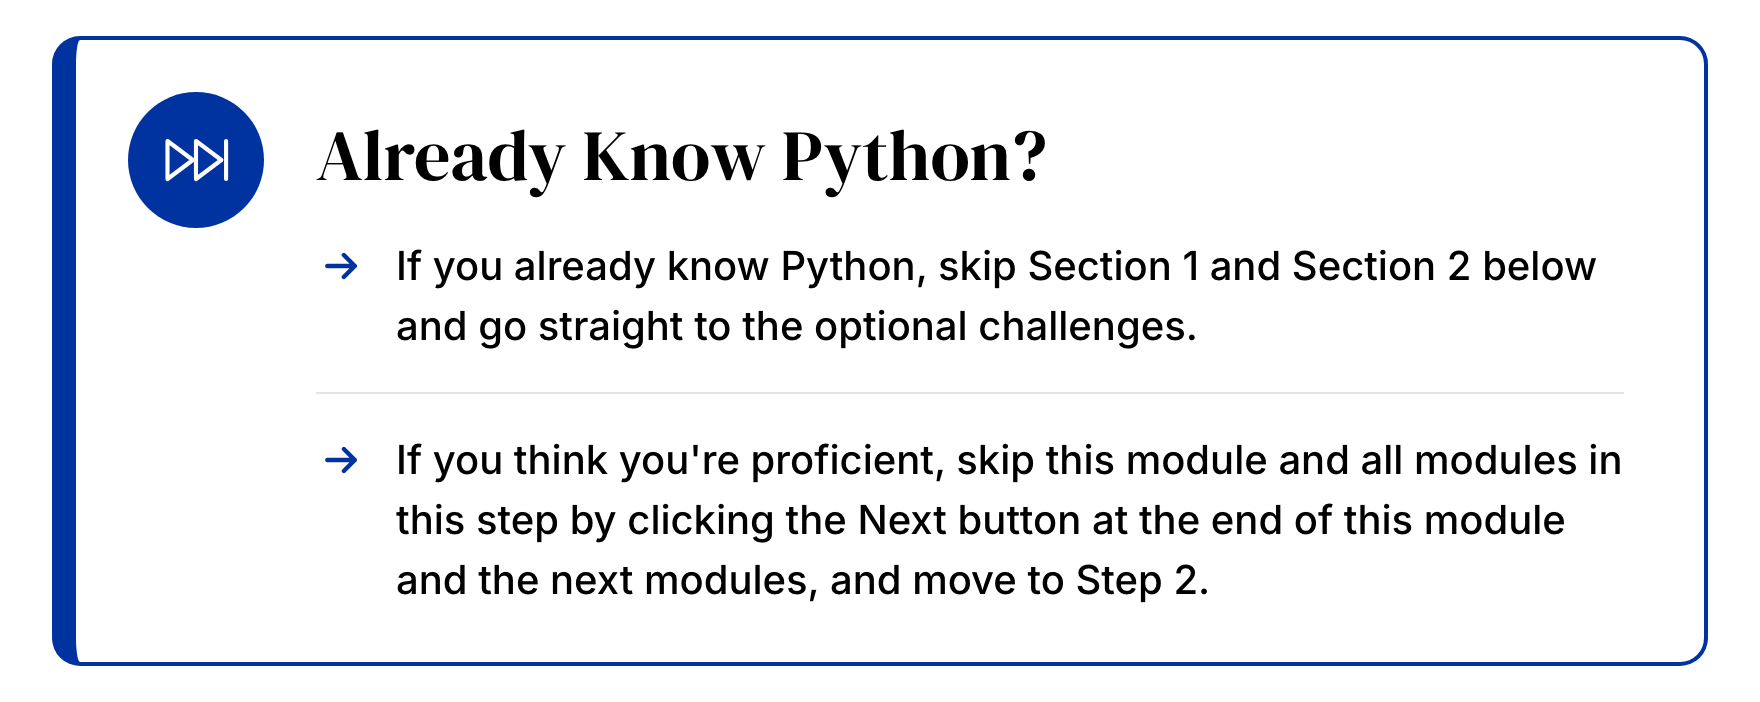 Already Know Python?
If you already know Python, skip Section 1 and Section 2 below
and go straight to the optional challenges.
If you think you're proficient, skip this module and all modules in
this step by clicking the Next button at the end of this module
and the next modules, and move to Step 2.